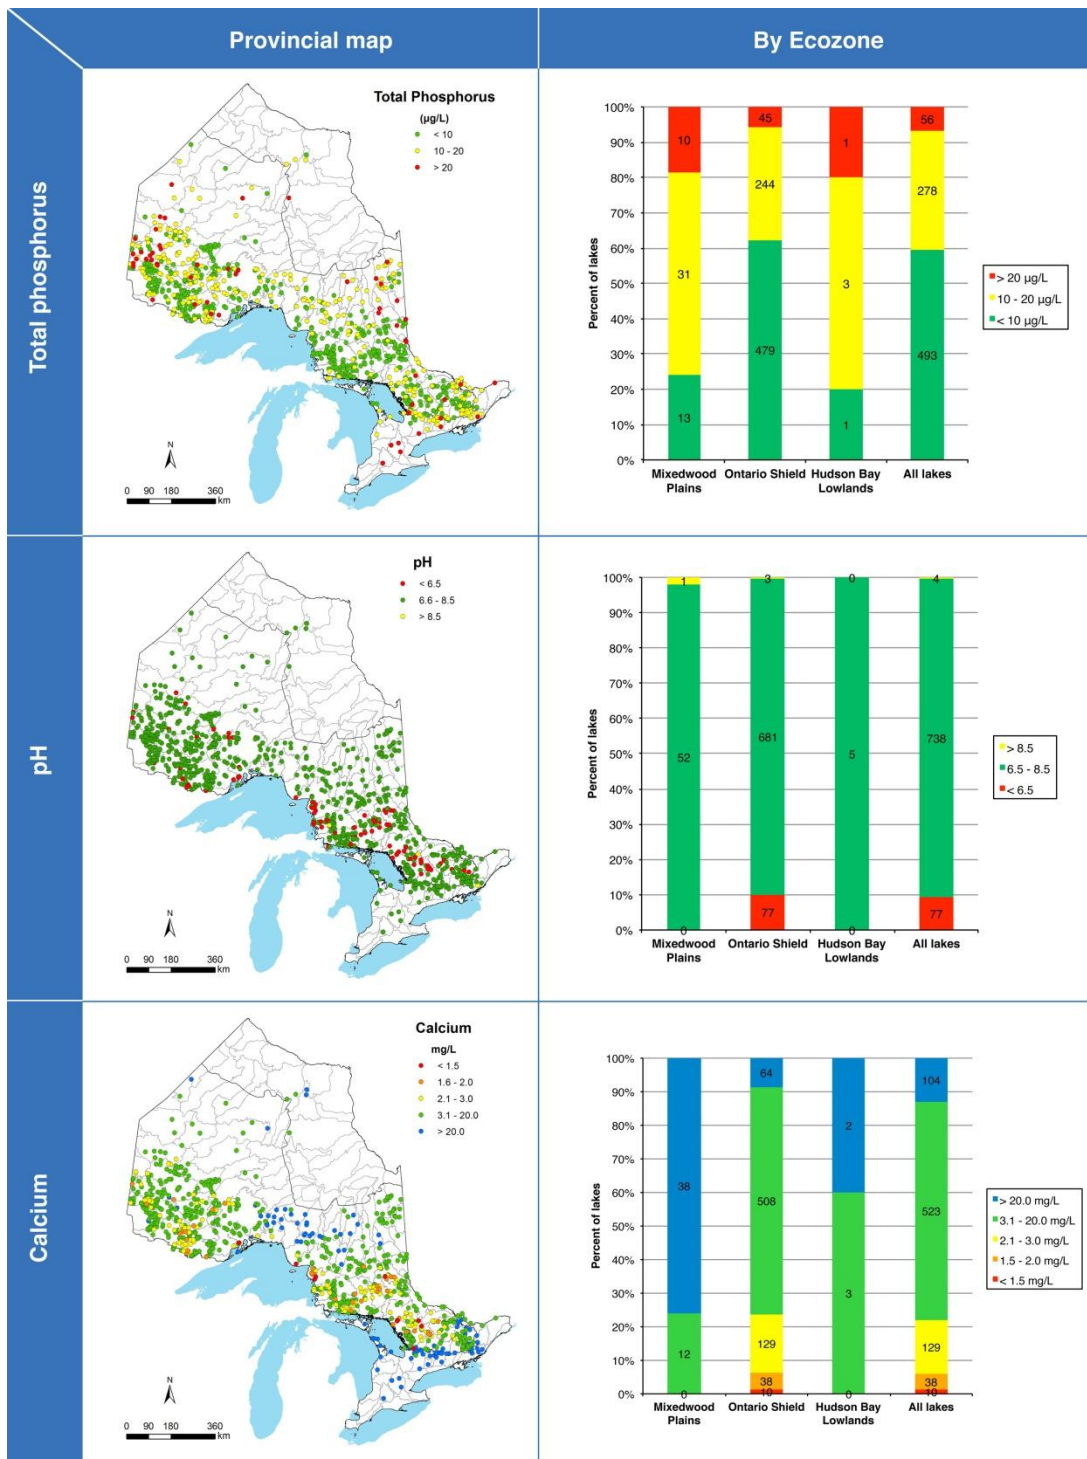 Provincial map
By Ecozone
Total phosphorus
Total Phosphorus
(µg/L)
< 10
10 - 20
> 20
N
0 90 180 360
km
Percent of lakes
100%
90%
80%
70%
60%
50%
40%
30%
20%
10%
0%
10
31
13
45
244
479
1
3
1
56
278
493
Mixedwood Plains
Ontario Shield
Hudson Bay Lowlands
All lakes
> 20 µg/L
10 - 20 µg/L
< 10 µg/L
pH
pH
< 6.5
6.6 - 8.5
> 8.5
N
0 90 180 360
km
Percent of lakes
100%
90%
80%
70%
60%
50%
40%
30%
20%
10%
0%
1
52
0
3
681
77
0
5
0
4
738
77
Mixedwood Plains
Ontario Shield
Hudson Bay Lowlands
All lakes
> 8.5
6.5 - 8.5
< 6.5
Calcium
Calcium
mg/L
< 1.5
1.6 - 2.0
2.1 - 3.0
3.1 - 20.0
> 20.0
N
0 90 180 360
km
Percent of lakes
100%
90%
80%
70%
60%
50%
40%
30%
20%
10%
0%
38
12
0
64
508
129
38
10
2
3
0
104
523
129
38
10
Mixedwood Plains
Ontario Shield
Hudson Bay Lowlands
All lakes
> 20.0 mg/L
3.1 - 20.0 mg/L
2.1 - 3.0 mg/L
1.5 - 2.0 mg/L
< 1.5 mg/L